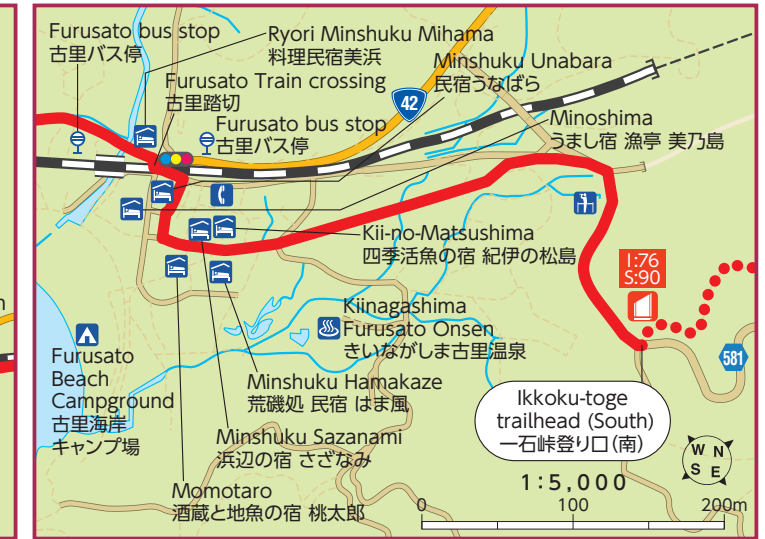 Furusato bus stop
古里バス停
Ryori Minshuku Mihama
料理民宿美浜
Furusato Train crossing
古里踏切
Minshuku Unabara
民宿うなばら
42
Furusato bus stop
古里バス停
Minoshima
うまし宿 漁亭 美乃島
Kii-no-Matsushima
四季活魚の宿 紀伊の松島
I:76
S:90
n
Kiinagashima
Furusato Onsen
きいながしま古里温泉
581
Furusato
Beach
Campground
古里海岸
キャンプ場
Minshuku Hamakaze
荒磯処 民宿 はま風
Ikkoku-toge
trailhead (South)
一石峠登り口(南)
Minshuku Sazanami
浜辺の宿 さざなみ
W N
S E
Momotaro
酒蔵と地魚の宿 桃太郎
1:5,000
0 100 200m